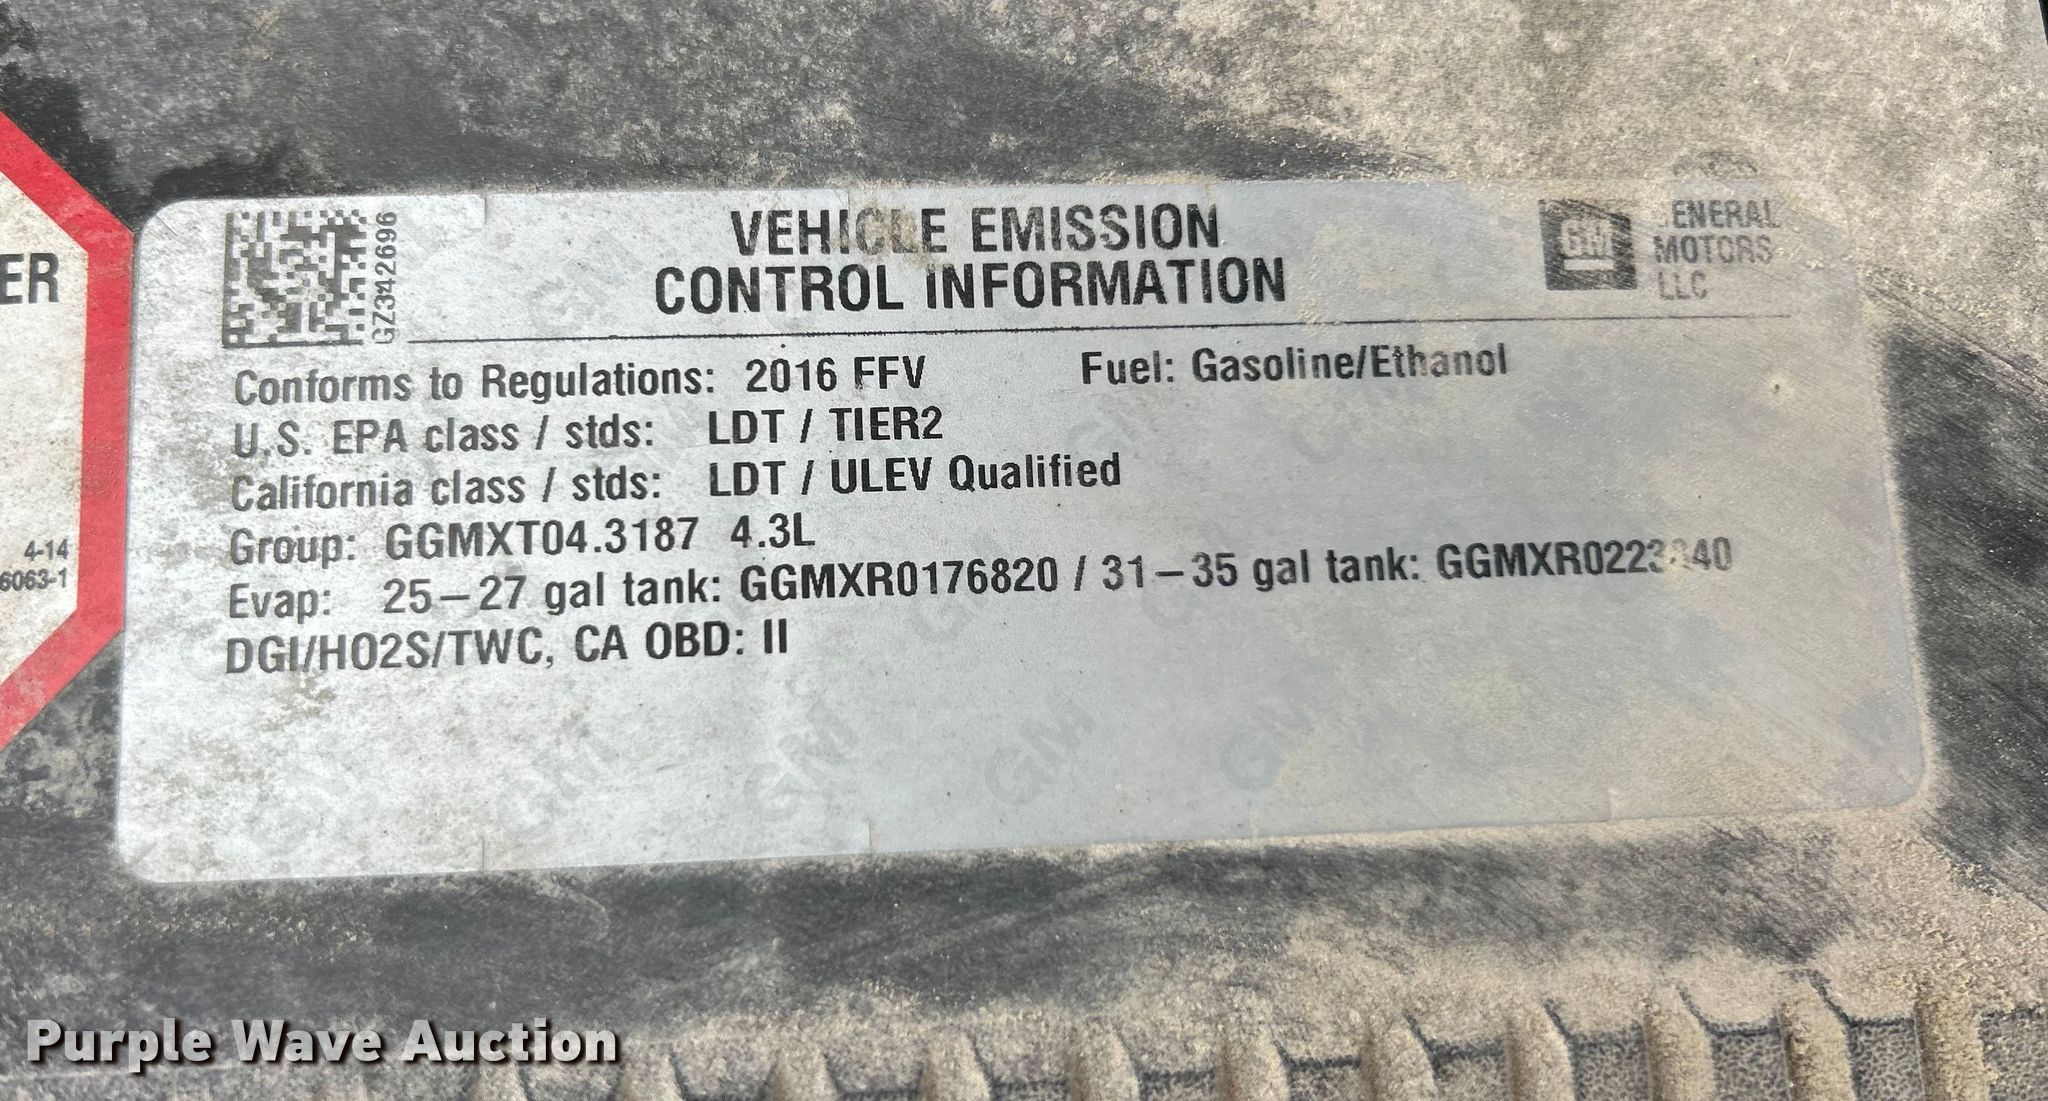 ER
4-14
6063-1
GZ342696
VEHICLE EMISSION
CONTROL INFORMATION
GM
ENERAL
MOTORS
LLC
Conforms to Regulations: 2016 FFV Fuel: Gasoline/Ethanol
U.S. EPA class / stds: LDT / TIER2
California class / stds: LDT / ULEV Qualified
Group: GGMXT04.3187 4.3L
Evap: 25–27 gal tank: GGMXR0176820 / 31–35 gal tank:
DGI/HO2S/TWC, CA OBD: II
Purple Wave Auction